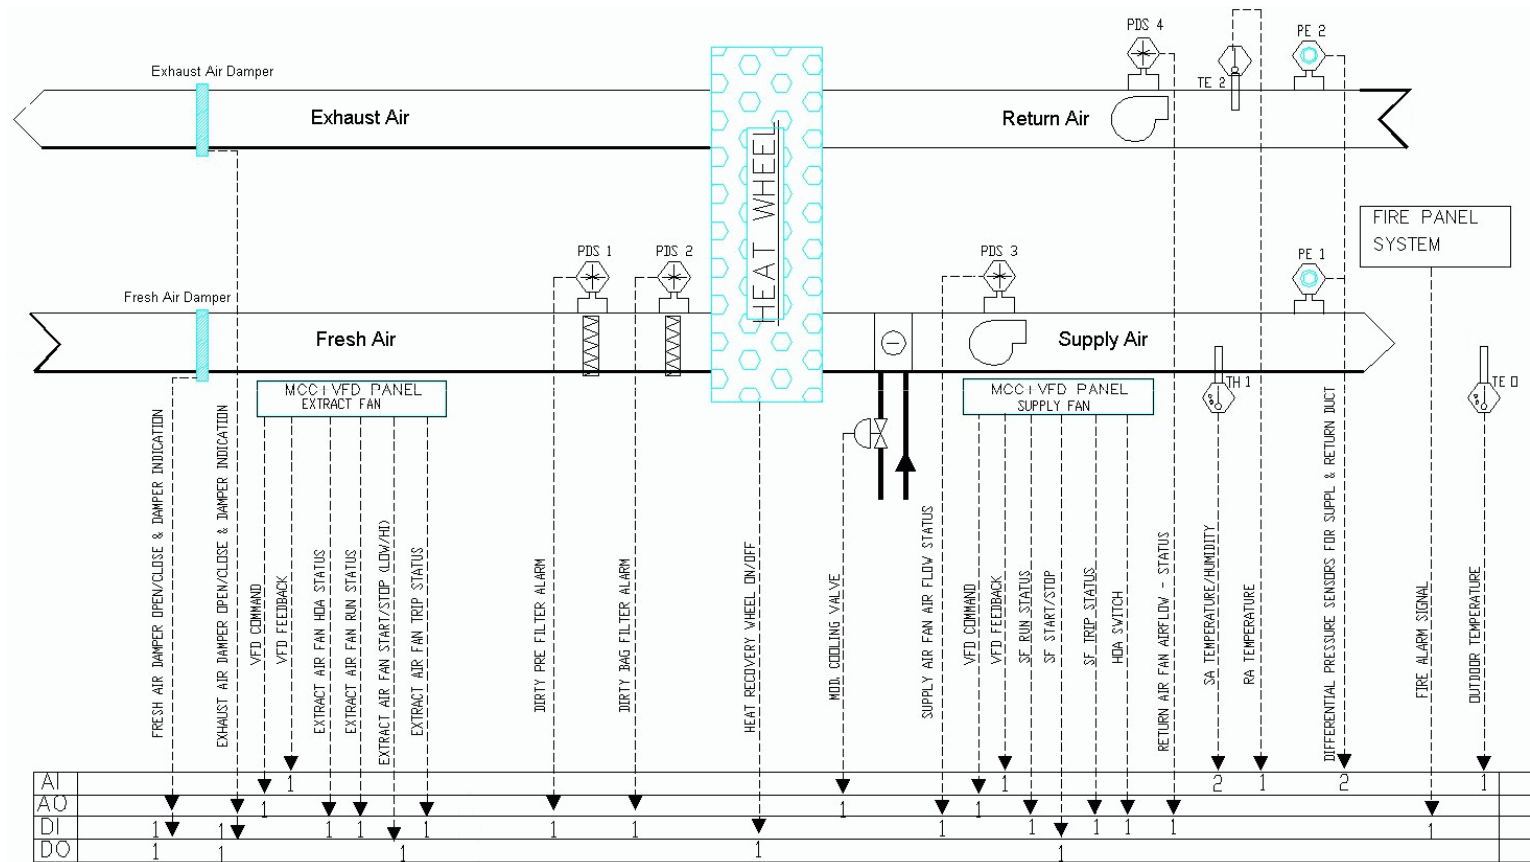 PDS 4
PE 2
Exhaust Air Damper
TE 2
Exhaust Air
Return Air
HEAT WHEEL
FIRE PANEL
SYSTEM
PDS 1
PDS 2
PDS 3
PE 1
Fresh Air Damper
Fresh Air
Supply Air
MCC+VFD PANEL
EXTRACT FAN
MCC+VFD PANEL
SUPPLY FAN
TH 1
TE 0
FRESH AIR DAMPER OPEN/CLOSE & DAMPER INDICATION
EXHAUST AIR DAMPER OPEN/CLOSE & DAMPER INDICATION
VFD COMMAND
VFD FEEDBACK
EXTRACT AIR FAN HOA STATUS
EXTRACT AIR FAN RUN STATUS
EXTRACT AIR FAN START/STOP (LOW/HI)
EXTRACT AIR FAN TRIP STATUS
DIRTY PRE FILTER ALARM
DIRTY BAG FILTER ALARM
HEAT RECOVERY WHEEL ON/OFF
MOD. COOLING VALVE
SUPPLY AIR FAN AIR FLOW STATUS
VFD COMMAND
VFD FEEDBACK
SF RUN STATUS
SF START/STOP
SF TRIP STATUS
HOA SWITCH
RETURN AIR FAN AIRFLOW - STATUS
SA TEMPERATURE/HUMIDITY
RA TEMPERATURE
DIFFERENTIAL PRESSURE SENSORS FOR SUPPL & RETURN DUCT
FIRE ALARM SIGNAL
OUTDOOR TEMPERATURE
AI 1 1 2 1 2 1
AO 1 1 1
DI 1 1 1 1 1 1 1 1 1 1 1 1 1
DO 1 1 1 1 1